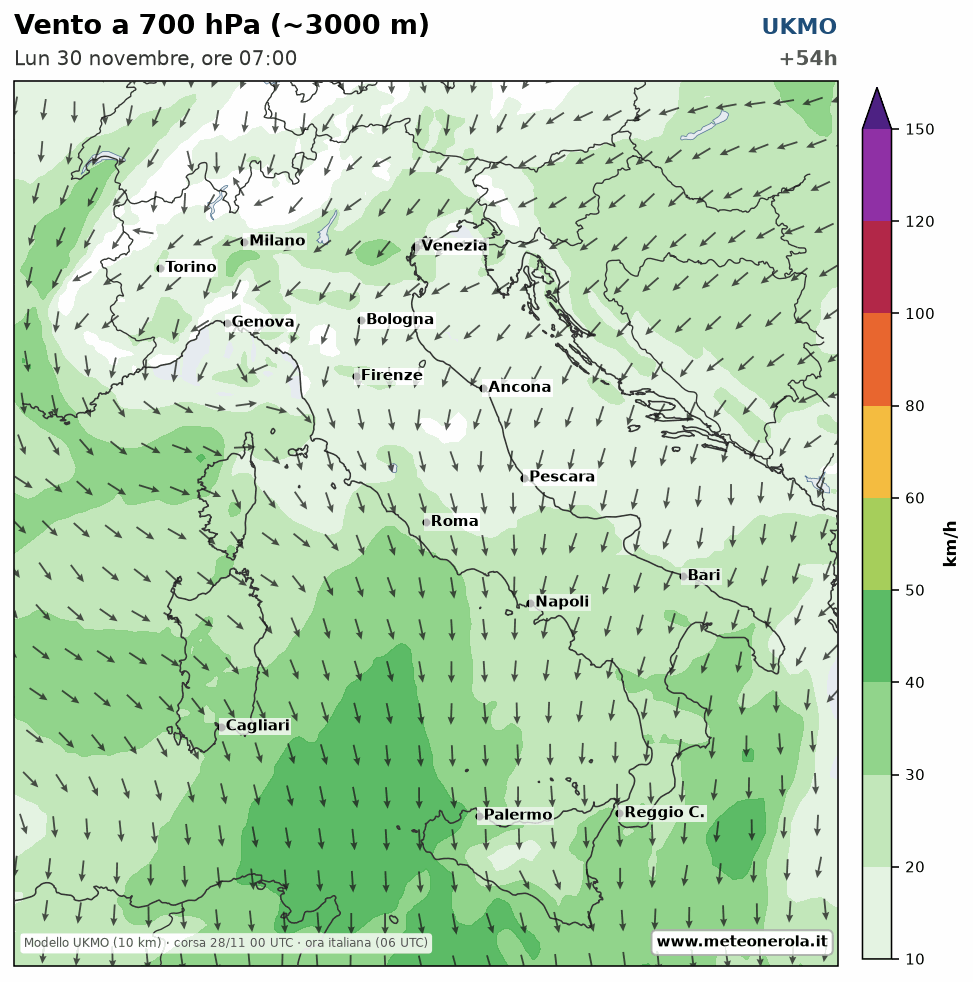 Vento a 700 hPa (~3000 m)
UKMO
Lun 30 novembre, ore 07:00
+54h
Milano
Venezia
Torino
Genova
Bologna
Firenze
Ancona
Pescara
Roma
Bari
Napoli
Cagliari
Palermo
Reggio C.
150
120
100
80
60
50
40
30
20
10
km/h
Modello UKMO (10 km) · corsa 28/11 00 UTC · ora italiana (06 UTC)
www.meteonerola.it